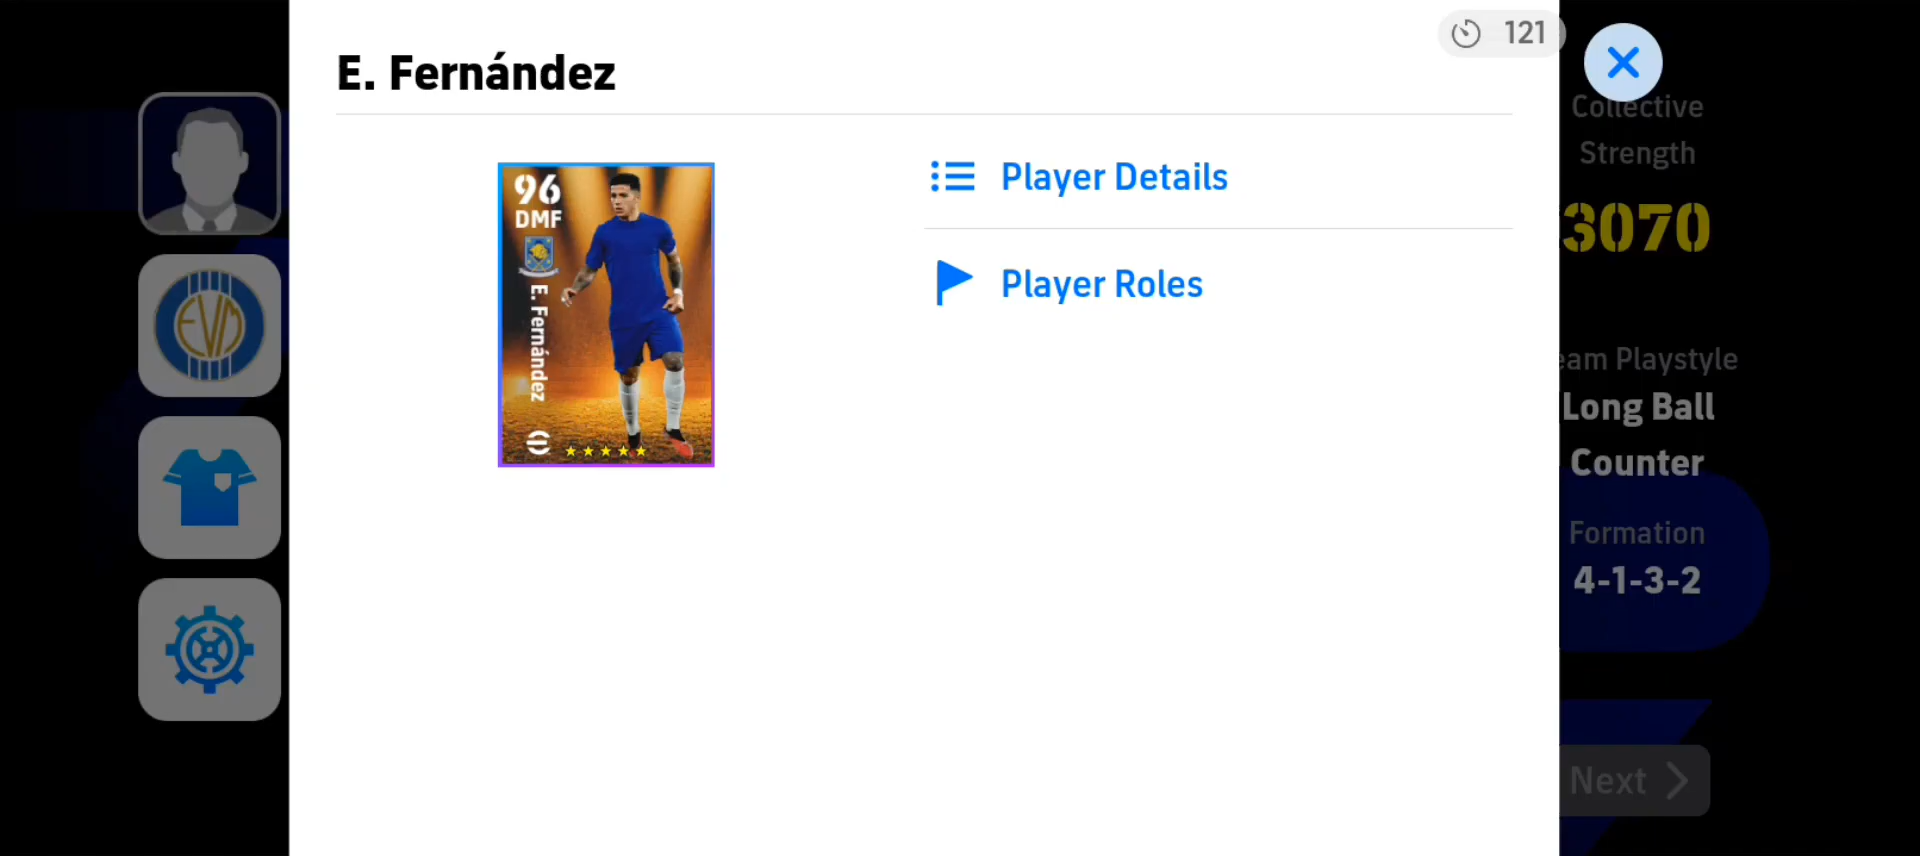 121
E. Fernández
96
DMF
E. Fernández
Player Details
Player Roles
EVM
Collective
Strength
3070
eam Playstyle
Long Ball
Counter
Formation
4-1-3-2
Next